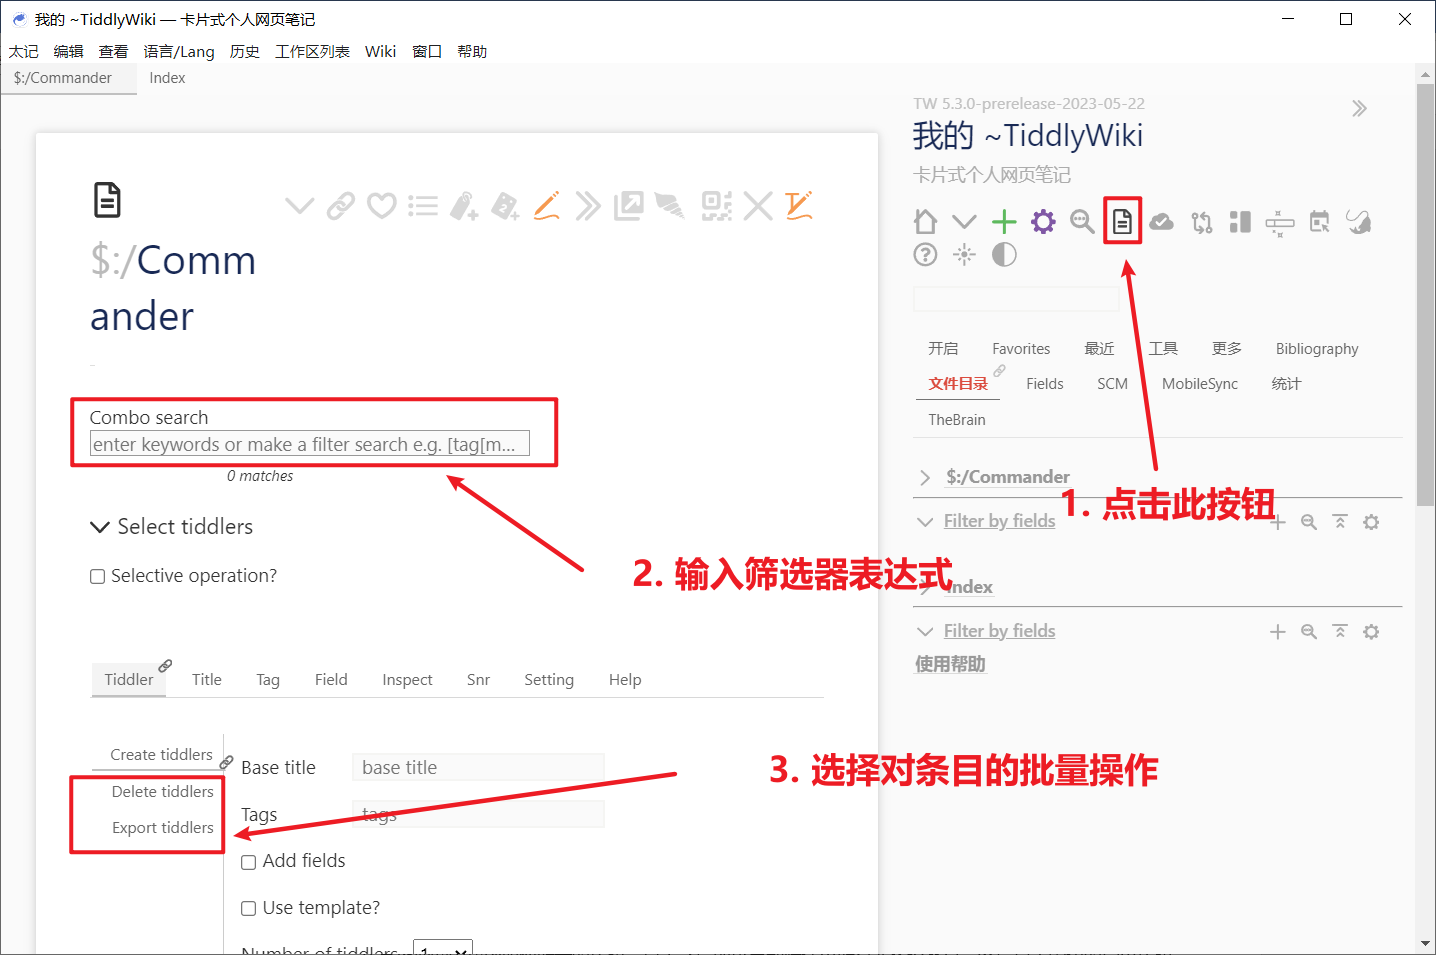 我的 ~TiddlyWiki — 卡片式个人网页笔记
太记 编辑 查看 语言/Lang 历史 工作区列表 Wiki 窗口 帮助
$:/Commander Index
$:/Comm
ander
Combo search
enter keywords or make a filter search e.g. [tag[m...
0 matches
Select tiddlers
Selective operation?
2. 输入筛选器表达式
Tiddler Title Tag Field Inspect Snr Setting Help
Create tiddlers
Delete tiddlers
Export tiddlers
Base title base title
Tags tags
Add fields
Use template?
Number of tiddlers 1
3. 选择对条目的批量操作
TW 5.3.0-prerelease-2023-05-22
我的 ~TiddlyWiki
卡片式个人网页笔记
开启 Favorites 最近 工具 更多 Bibliography
文件目录 Fields SCM MobileSync 统计
TheBrain
$:/Commander
1. 点击此按钮
Filter by fields
Index
Filter by fields
使用帮助